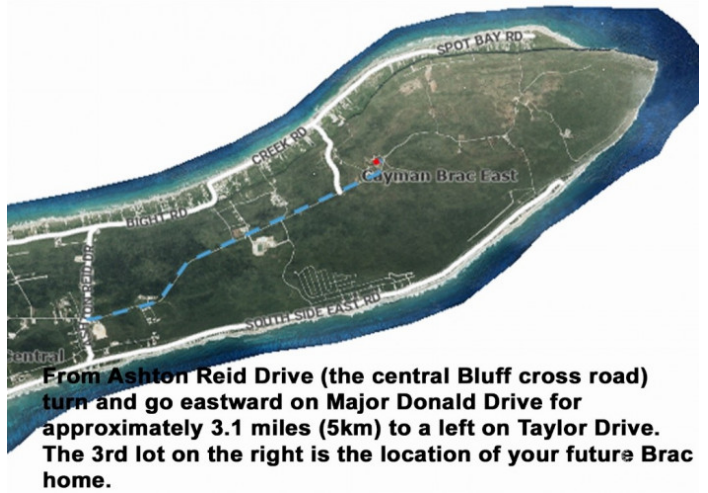 SPOT BAY RD
CREEK RD
Cayman Brac East
BIGHT RD
ASHTON REID DR
SOUTH SIDE EAST RD
Central
From Ashton Reid Drive (the central Bluff cross road)
turn and go eastward on Major Donald Drive for
approximately 3.1 miles (5km) to a left on Taylor Drive.
The 3rd lot on the right is the location of your future Brac
home.